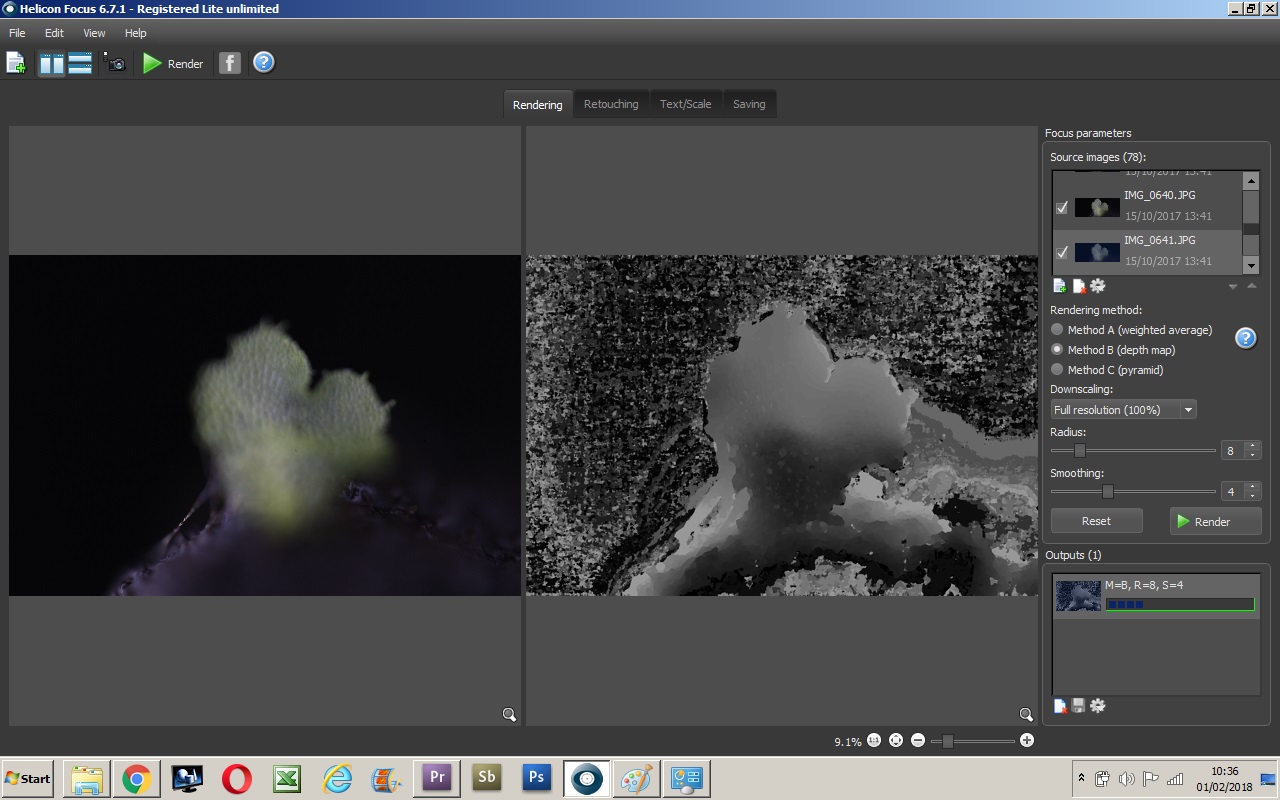 Helicon Focus 6.7.1 - Registered Lite unlimited
File Edit View Help
Render
Rendering Retouching Text/Scale Saving
Focus parameters
Source images (78):
15/10/2017 13:41
IMG_0640.JPG
15/10/2017 13:41
IMG_0641.JPG
15/10/2017 13:41
Rendering method:
Method A (weighted average)
Method B (depth map)
Method C (pyramid)
Downscaling:
Full resolution (100%)
Radius:
8
Smoothing:
4
Reset Render
Outputs (1)
M=B, R=8, S=4
9.1% 1:1
Start Pr Sb Ps 10:36
01/02/2018